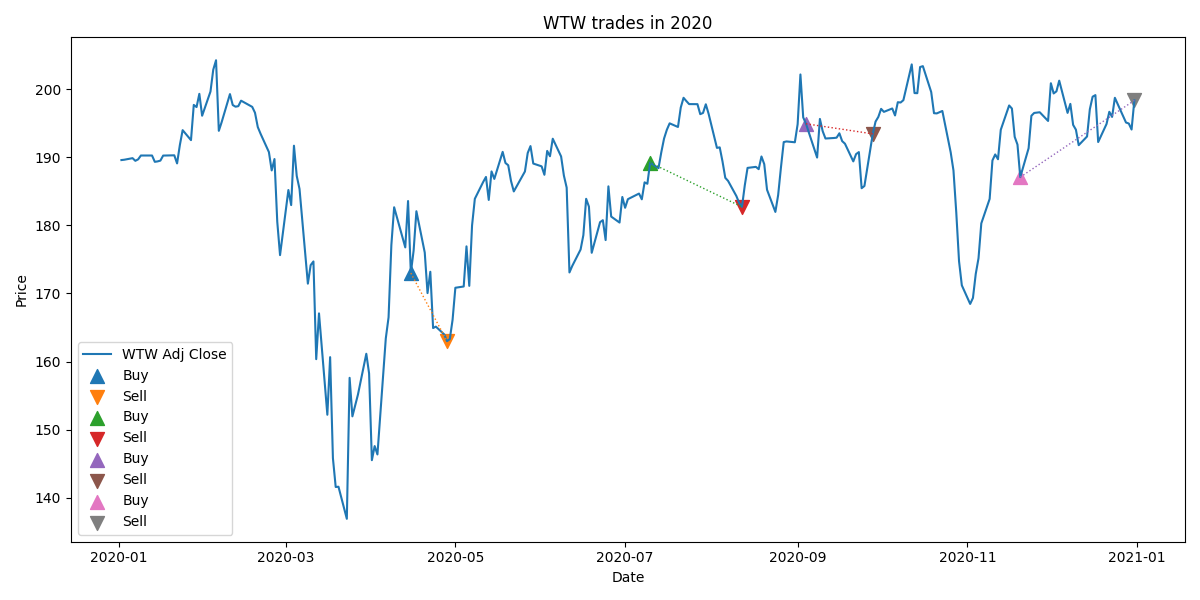 WTW trades in 2020
Price
200
190
180
170
160
150
140
WTW Adj Close
Buy
Sell
Buy
Sell
Buy
Sell
Buy
Sell
2020-01
2020-03
2020-05
2020-07
2020-09
2020-11
2021-01
Date